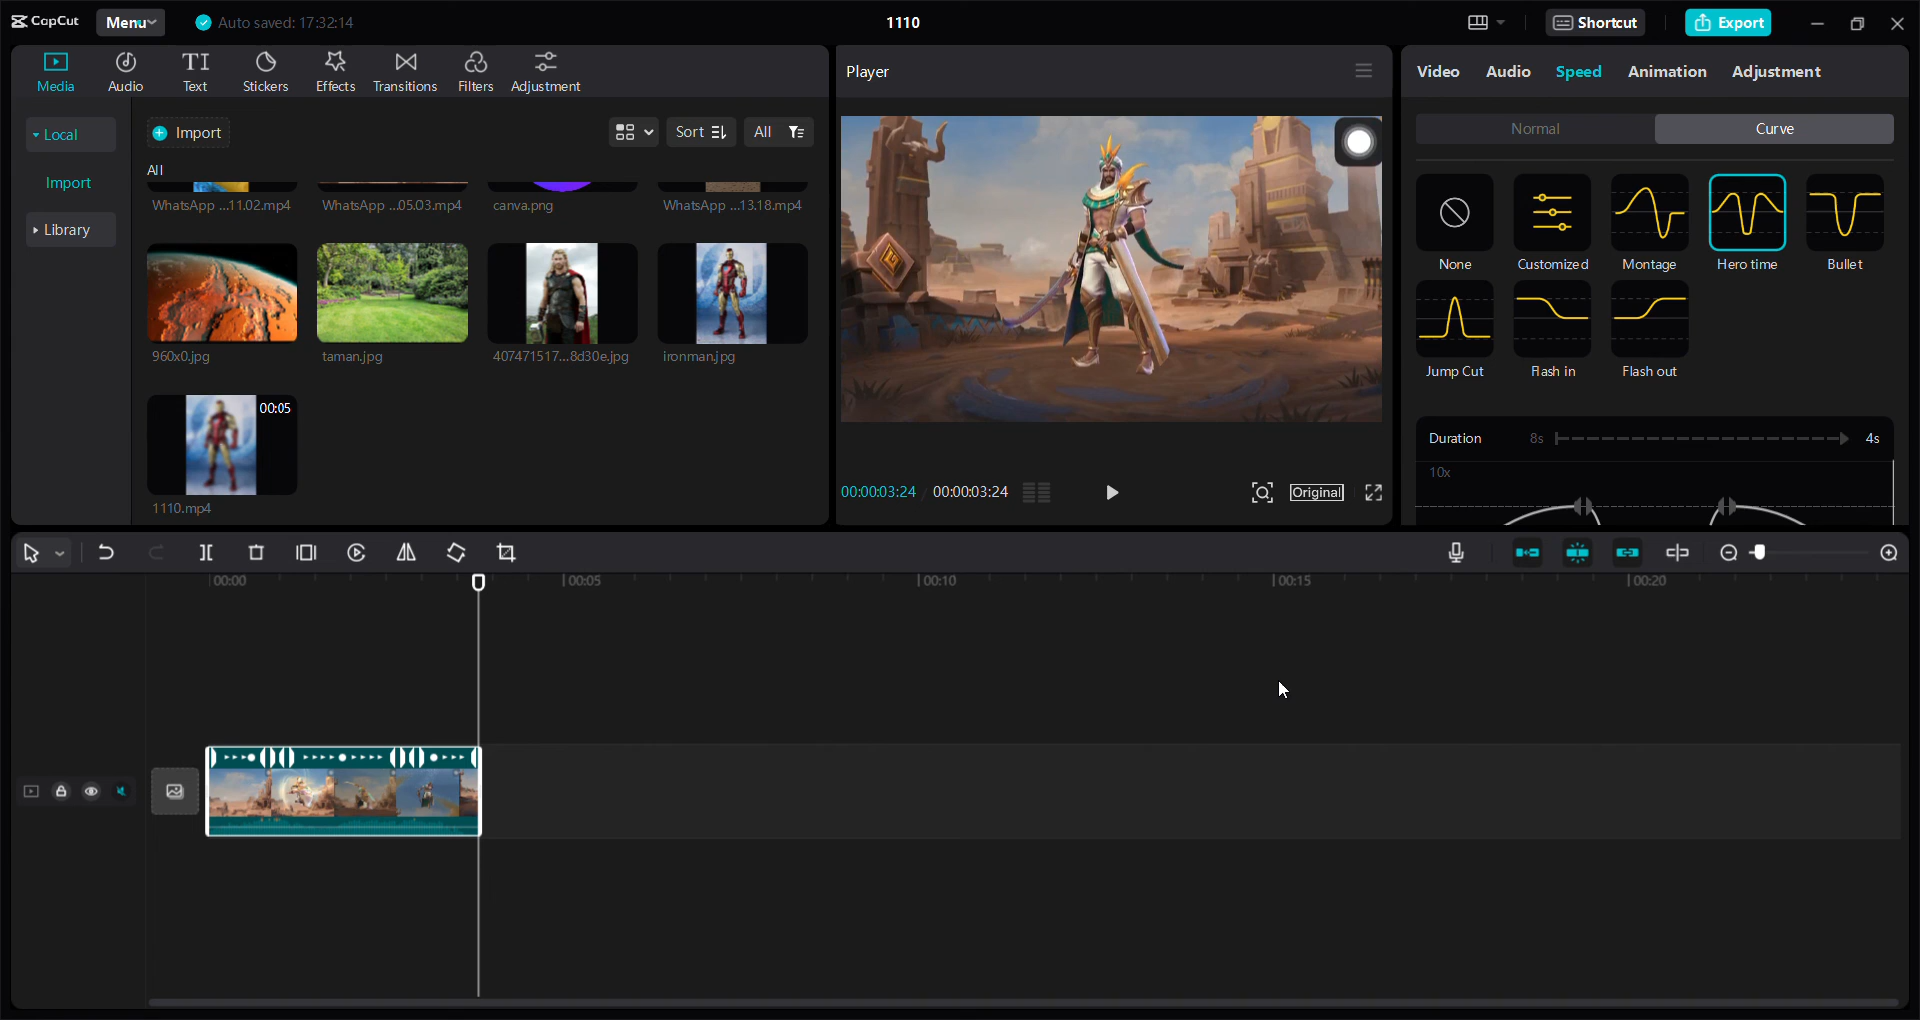 CapCut Menu Auto saved: 17:32:14 1110 Shortcut Export
Media Audio Text Stickers Effects Transitions Filters Adjustment
Local
Import
Library
Import Sort All
All
WhatsApp ...11.02.mp4 WhatsApp ...05.03.mp4 canva.png WhatsApp ...13.18.mp4
960x0.jpg taman.jpg 407471517...8d30e.jpg ironman.jpg
00:05
1110.mp4
Player
00:00:03:24 / 00:00:03:24 Original
Video Audio Speed Animation Adjustment
Normal Curve
None Customized Montage Hero time Bullet
Jump Cut Flash in Flash out
Duration 8s 4s
10x
00:00 00:05 00:10 00:15 00:20